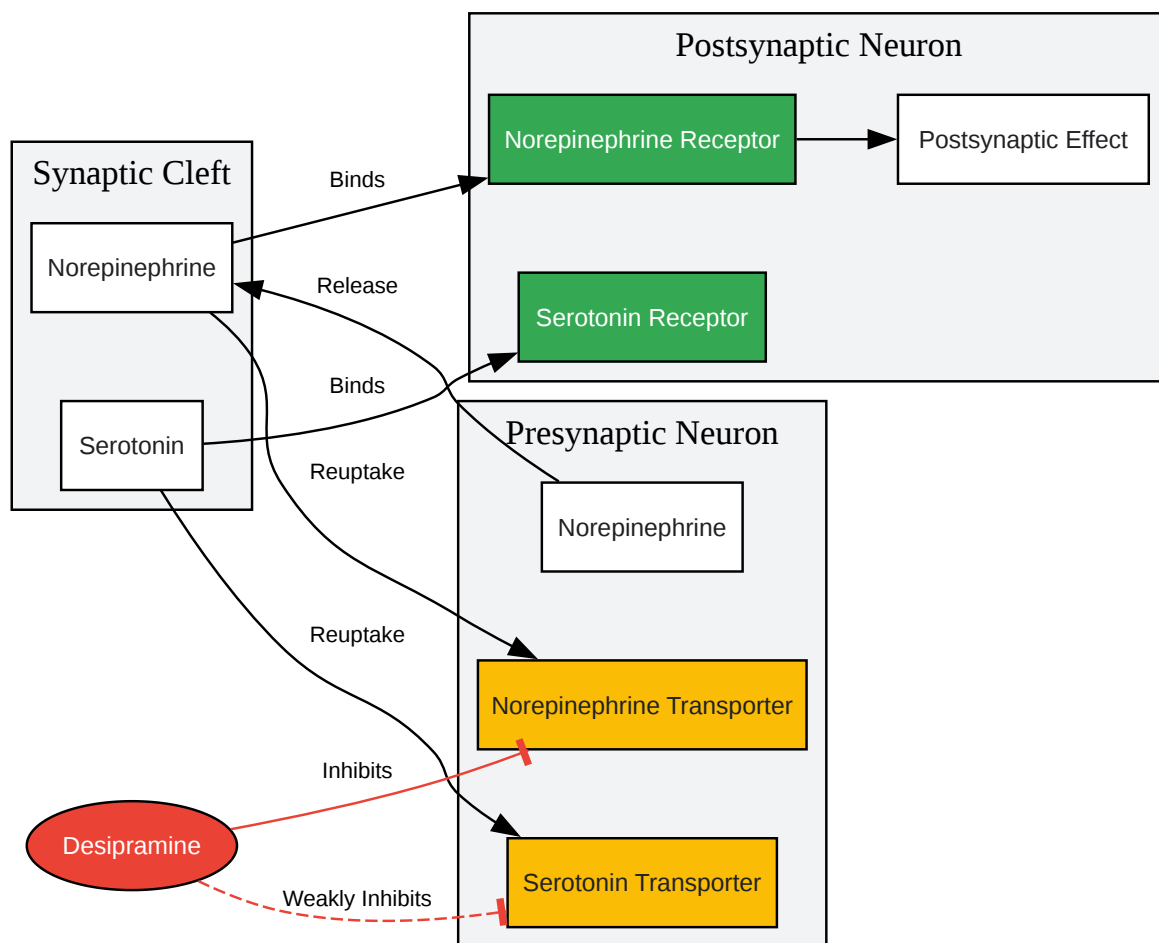 Postsynaptic Neuron
Norepinephrine Receptor
Postsynaptic Effect
Synaptic Cleft
Binds
Norepinephrine
Release
Serotonin Receptor
Binds
Serotonin
Presynaptic Neuron
Reuptake
Norepinephrine
Reuptake
Norepinephrine Transporter
Inhibits
Desipramine
Serotonin Transporter
Weakly Inhibits